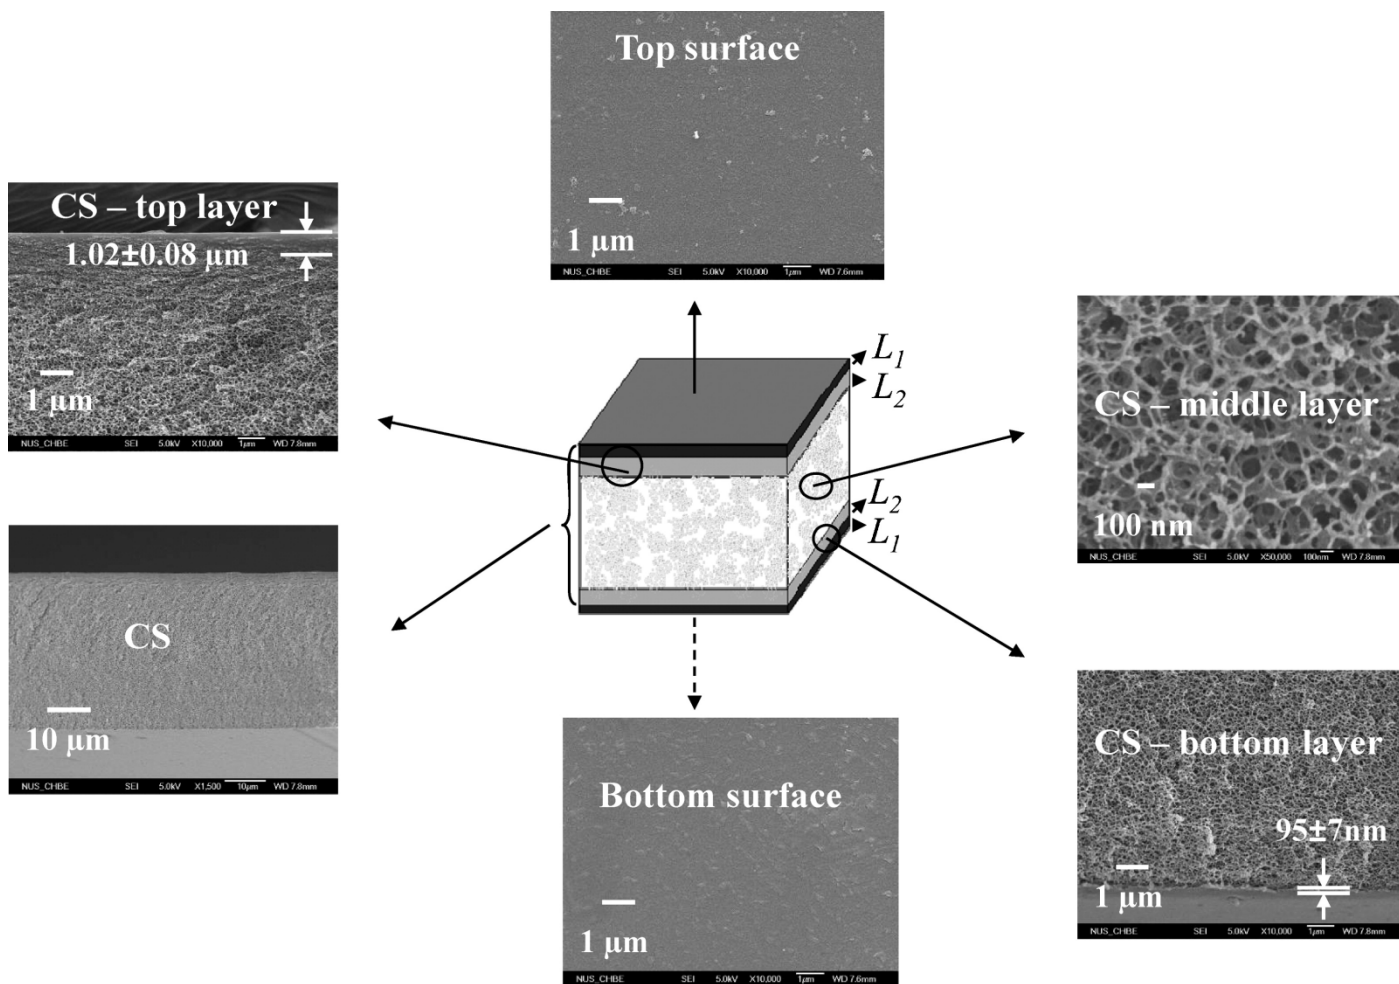 Top surface
1 μm
NUS_CHBE SEI 5.0kV X10,000 1μm WD 7.6mm
CS – top layer
1.02±0.08 μm
1 μm
NUS_CHBE SEI 5.0kV X10,000 1μm WD 7.8mm
L1
L2
L2
L1
CS – middle layer
100 nm
NUS_CHBE SEI 5.0kV X50,000 100nm WD 7.8mm
CS
10 μm
NUS_CHBE SEI 5.0kV X1,500 10μm WD 7.8mm
Bottom surface
1 μm
NUS_CHBE SEI 5.0kV X10,000 1μm WD 7.6mm
CS – bottom layer
95±7nm
1 μm
NUS_CHBE SEI 5.0kV X10,000 1μm WD 7.8mm